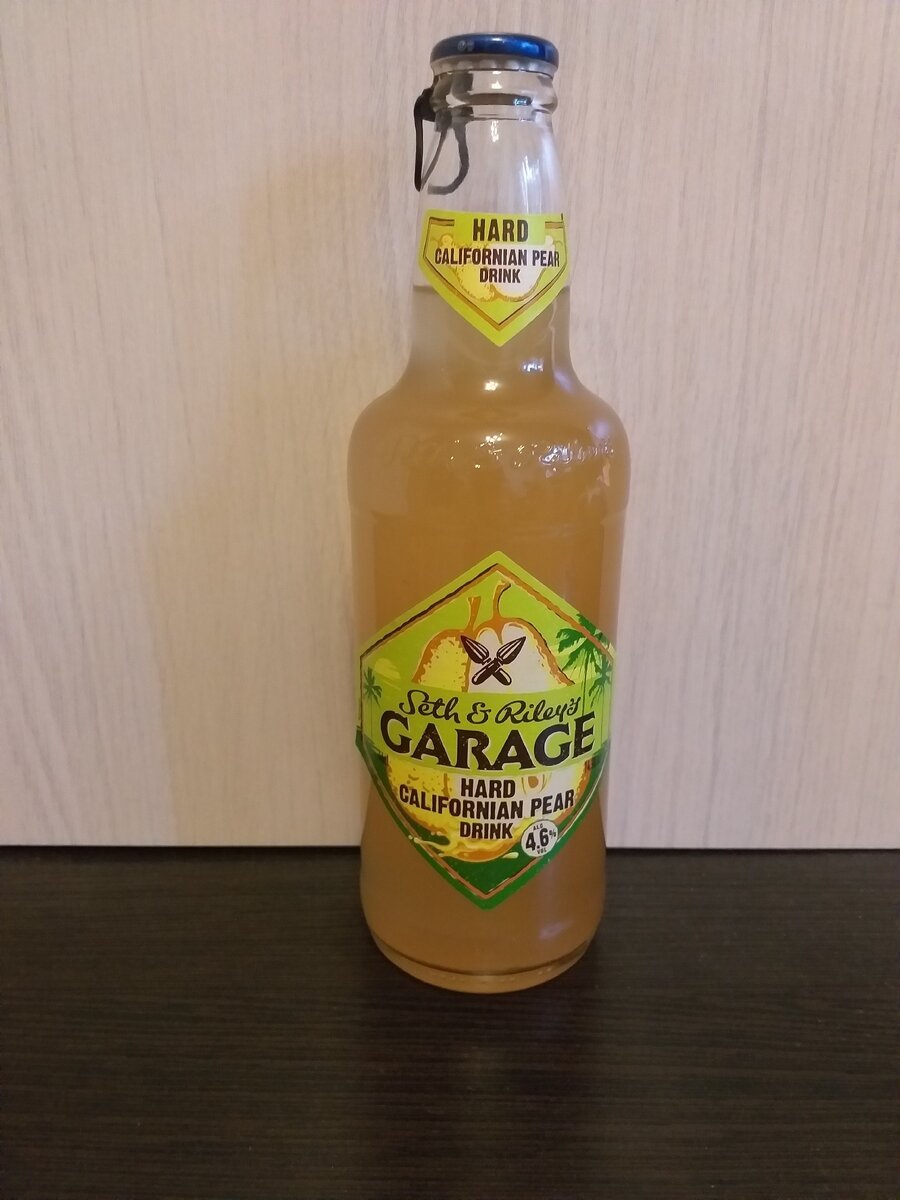 HARD
CALIFORNIAN PEAR
DRINK
Seth & Riley's
GARAGE
HARD
CALIFORNIAN PEAR
DRINK
ALC
4.6%
VOL